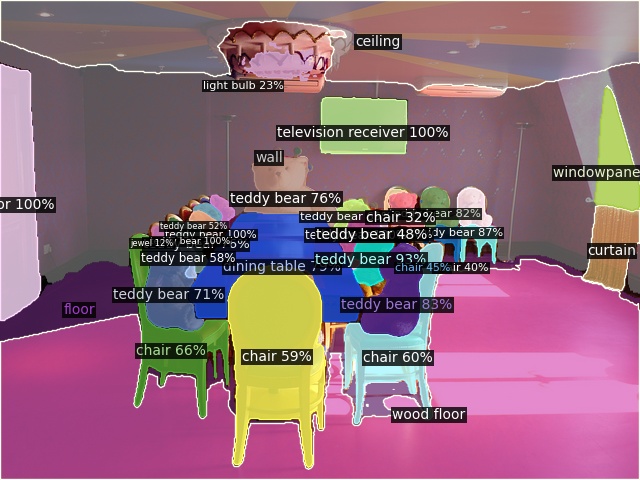 ceiling
light bulb 23%
television receiver 100%
wall
windowpane
teddy bear 76%
or 100%
teddy bear
chair 32%
ear 82%
teddy bear 52%
100%
teddy bear 48%
dy bear 87%
jewel 12%
bear 100%
curtain
teddy bear 58%
teddy bear 93%
dining table 79%
chair 45%
ir 40%
teddy bear 71%
teddy bear 83%
floor
chair 66%
chair 59%
chair 60%
wood floor